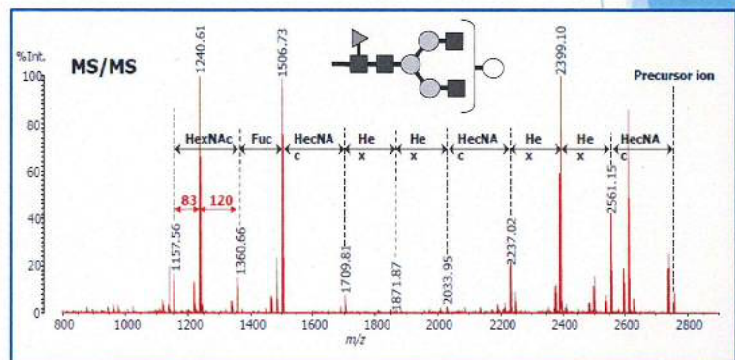 %Int.
MS/MS
1240.61
1506.73
2399.10
Precursor ion
100
80
60
40
20
0
HexNAc
Fuc
HecNA
c
He
x
He
x
HecNA
c
He
x
He
x
HecNA
c
83
120
1157.56
1360.66
1709.81
1871.87
2033.95
2237.02
2561.15
800
1000
1200
1400
1600
1800
2000
2200
2400
2600
2800
m/z